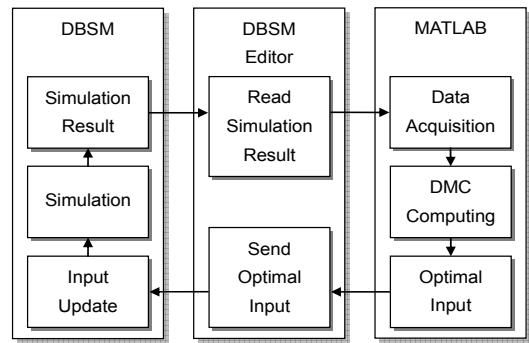 DBSM
Simulation
Result
Simulation
Input
Update
DBSM
Editor
Read
Simulation
Result
Send
Optimal
Input
MATLAB
Data
Acquisition
DMC
Computing
Optimal
Input